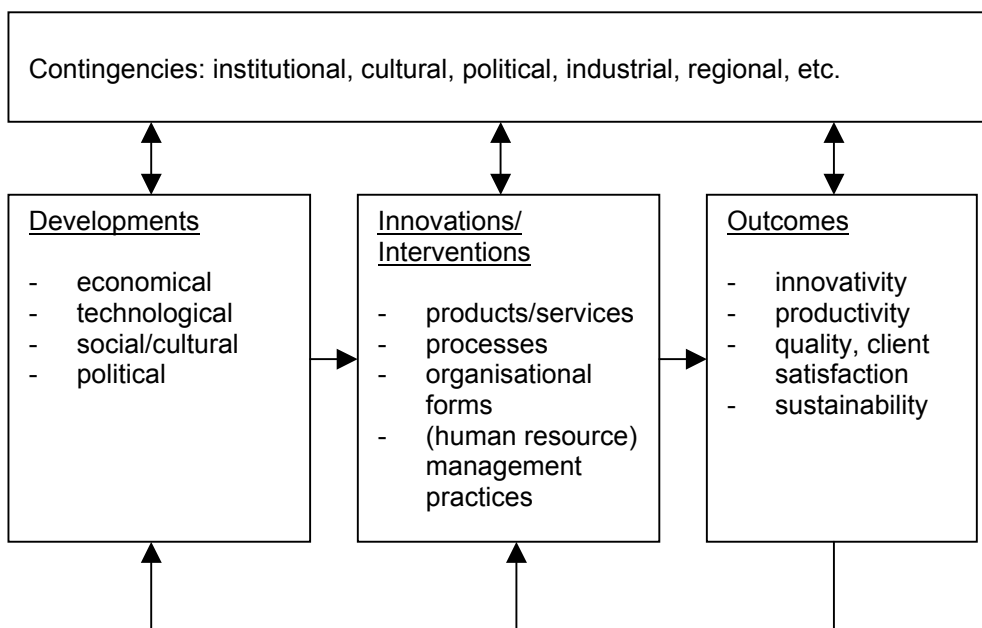 Contingencies: institutional, cultural, political, industrial, regional, etc.
Developments
- economical
- technological
- social/cultural
- political
Innovations/
Interventions
- products/services
- processes
- organisational
forms
- (human resource)
management
practices
Outcomes
- innovativity
- productivity
- quality, client
satisfaction
- sustainability